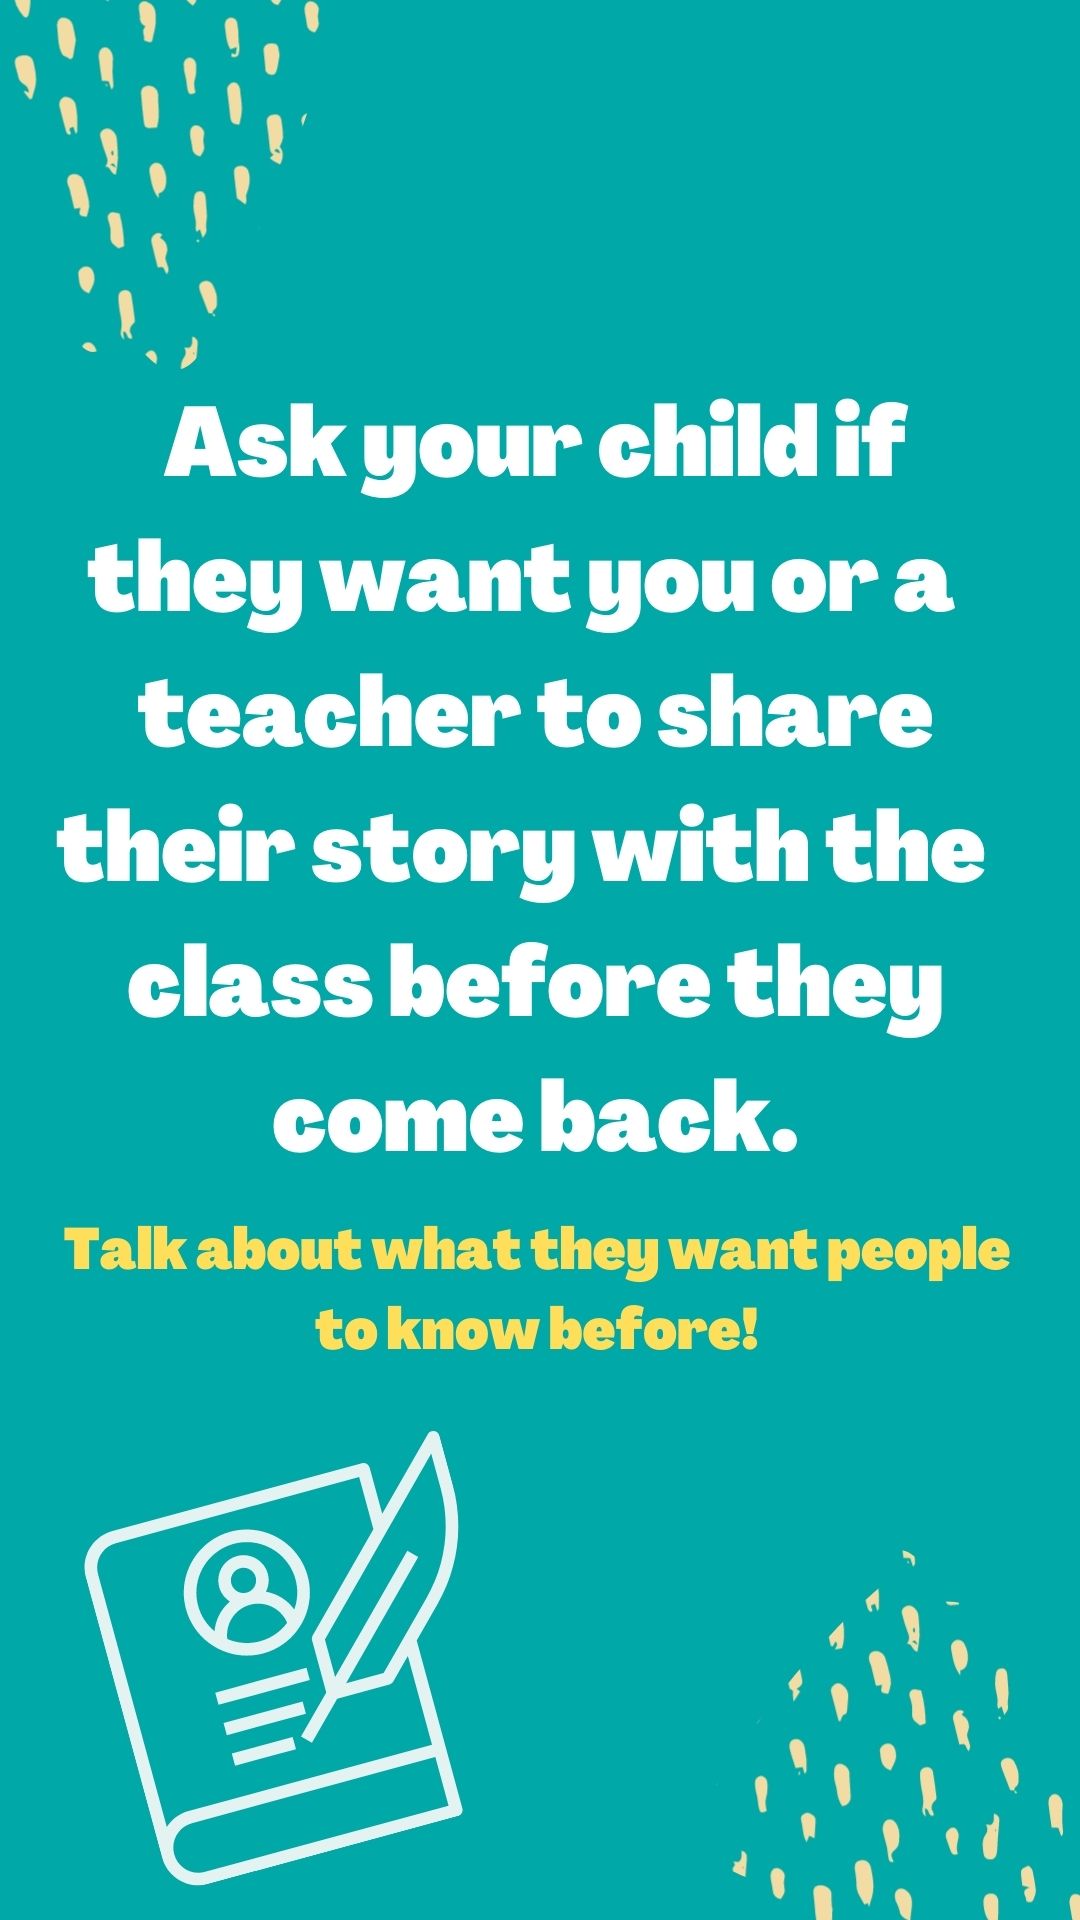 Ask your child if
they want you or a
teacher to share
their story with the
class before they
come back.
Talk about what they want people
to know before!